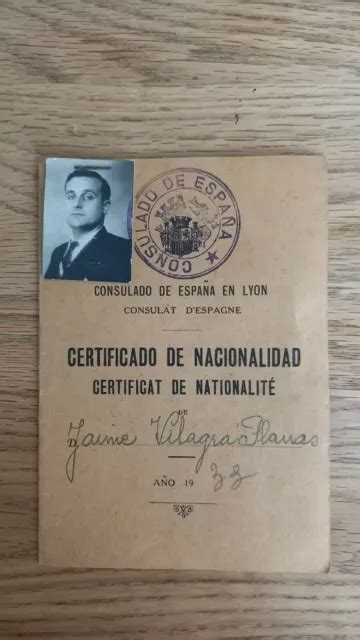 CONSULADO DE ESPAÑA
CONSULADO DE ESPAÑA EN LYON
CONSULAT D'ESPAGNE
CERTIFICADO DE NACIONALIDAD
CERTIFICAT DE NATIONALITÉ
DE
D. Jaime Vilagrá Planas
AÑO 19 33